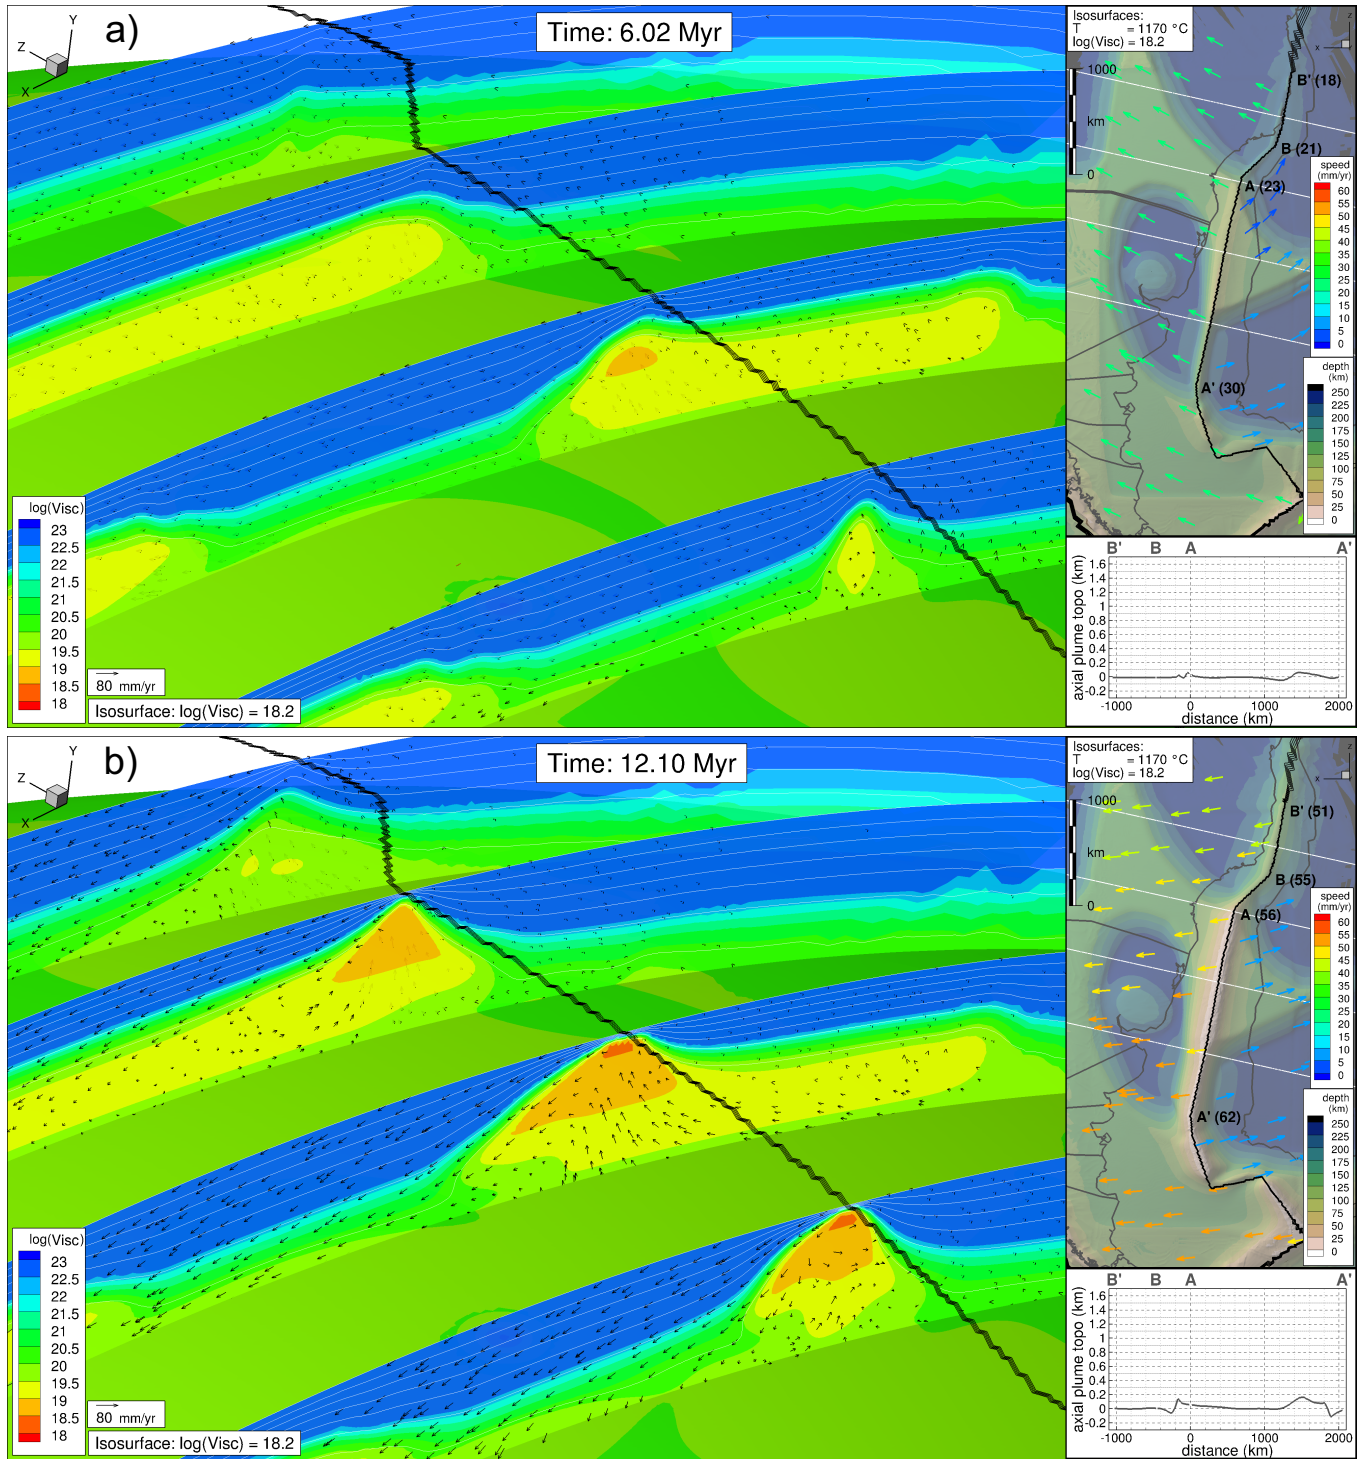 a)
Time: 6.02 Myr
Y
Z
X
log(Visc)
23
22.5
22
21.5
21
20.5
20
19.5
19
18.5
18
80 mm/yr
Isosurface: log(Visc) = 18.2
Isosurfaces:
T = 1170 °C
log(Visc) = 18.2
z
x
1000
km
0
B' (18)
B (21)
A (23)
A' (30)
speed
(mm/yr)
60
55
50
45
40
35
30
25
20
15
10
5
0
depth
(km)
250
225
200
175
150
125
100
75
50
25
0
B' B A A'
axial plume topo (km)
1.6
1.4
1.2
1
0.8
0.6
0.4
0.2
0
-0.2
-1000 0 1000 2000
distance (km)
b)
Time: 12.10 Myr
Y
Z
X
log(Visc)
23
22.5
22
21.5
21
20.5
20
19.5
19
18.5
18
80 mm/yr
Isosurface: log(Visc) = 18.2
Isosurfaces:
T = 1170 °C
log(Visc) = 18.2
z
x
1000
km
0
B' (51)
B (55)
A (56)
A' (62)
speed
(mm/yr)
60
55
50
45
40
35
30
25
20
15
10
5
0
depth
(km)
250
225
200
175
150
125
100
75
50
25
0
B' B A A'
axial plume topo (km)
1.6
1.4
1.2
1
0.8
0.6
0.4
0.2
0
-0.2
-1000 0 1000 2000
distance (km)